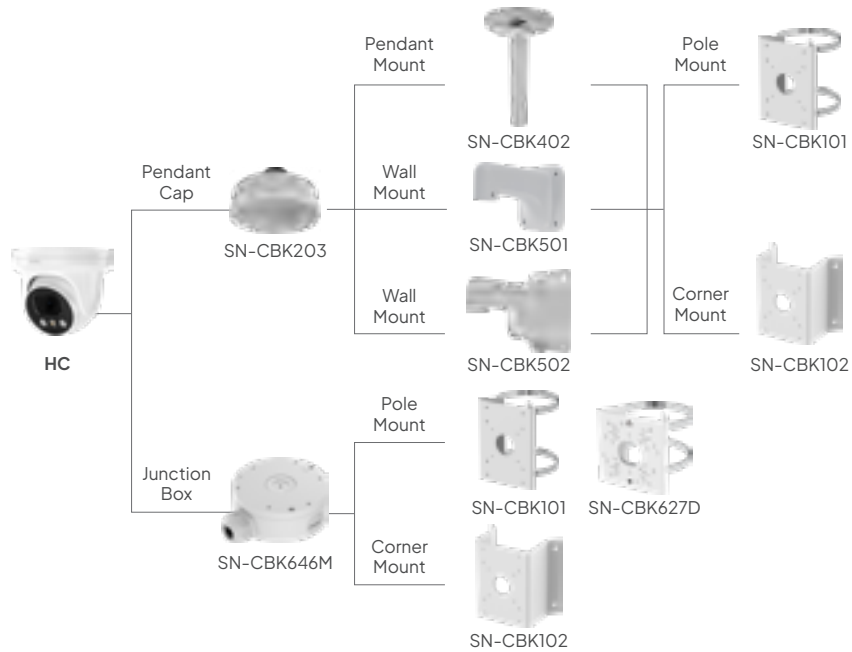 Pendant
Mount
SN-CBK402
Pole
Mount
SN-CBK101
Pendant
Cap
SN-CBK203
Wall
Mount
SN-CBK501
Wall
Mount
SN-CBK502
Corner
Mount
SN-CBK102
HC
Junction
Box
SN-CBK646M
Pole
Mount
SN-CBK101
SN-CBK627D
Corner
Mount
SN-CBK102